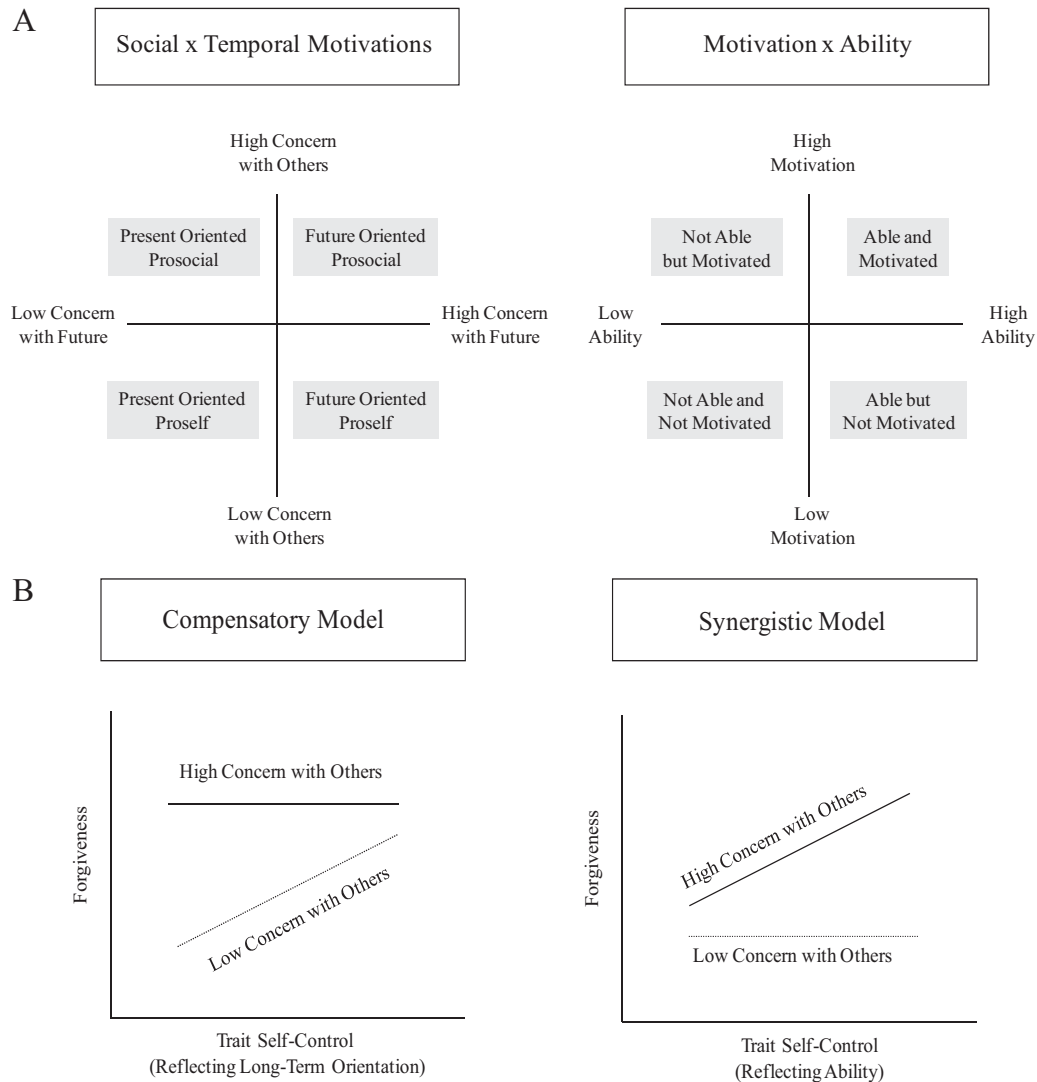 A
Social x Temporal Motivations
Motivation x Ability
High Concern
with Others
Present Oriented
Prosocial
Future Oriented
Prosocial
Low Concern
with Future
High Concern
with Future
Present Oriented
Proself
Future Oriented
Proself
Low Concern
with Others
High
Motivation
Not Able
but Motivated
Able and
Motivated
Low
Ability
High
Ability
Not Able and
Not Motivated
Able but
Not Motivated
Low
Motivation
B
Compensatory Model
Synergistic Model
Forgiveness
High Concern with Others
Low Concern with Others
Trait Self-Control
(Reflecting Long-Term Orientation)
Forgiveness
High Concern with Others
Low Concern with Others
Trait Self-Control
(Reflecting Ability)